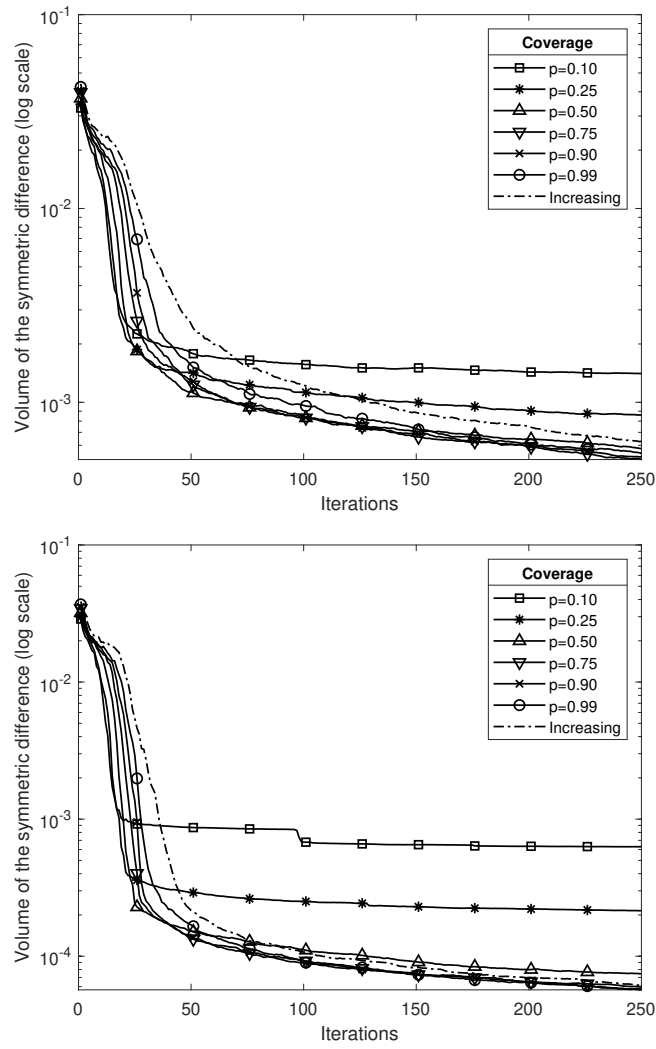 10^-1
10^-2
10^-3
Volume of the symmetric difference (log scale)
0 50 100 150 200 250
Iterations
Coverage
p=0.10
p=0.25
p=0.50
p=0.75
p=0.90
p=0.99
Increasing
10^-1
10^-2
10^-3
10^-4
Volume of the symmetric difference (log scale)
0 50 100 150 200 250
Iterations
Coverage
p=0.10
p=0.25
p=0.50
p=0.75
p=0.90
p=0.99
Increasing